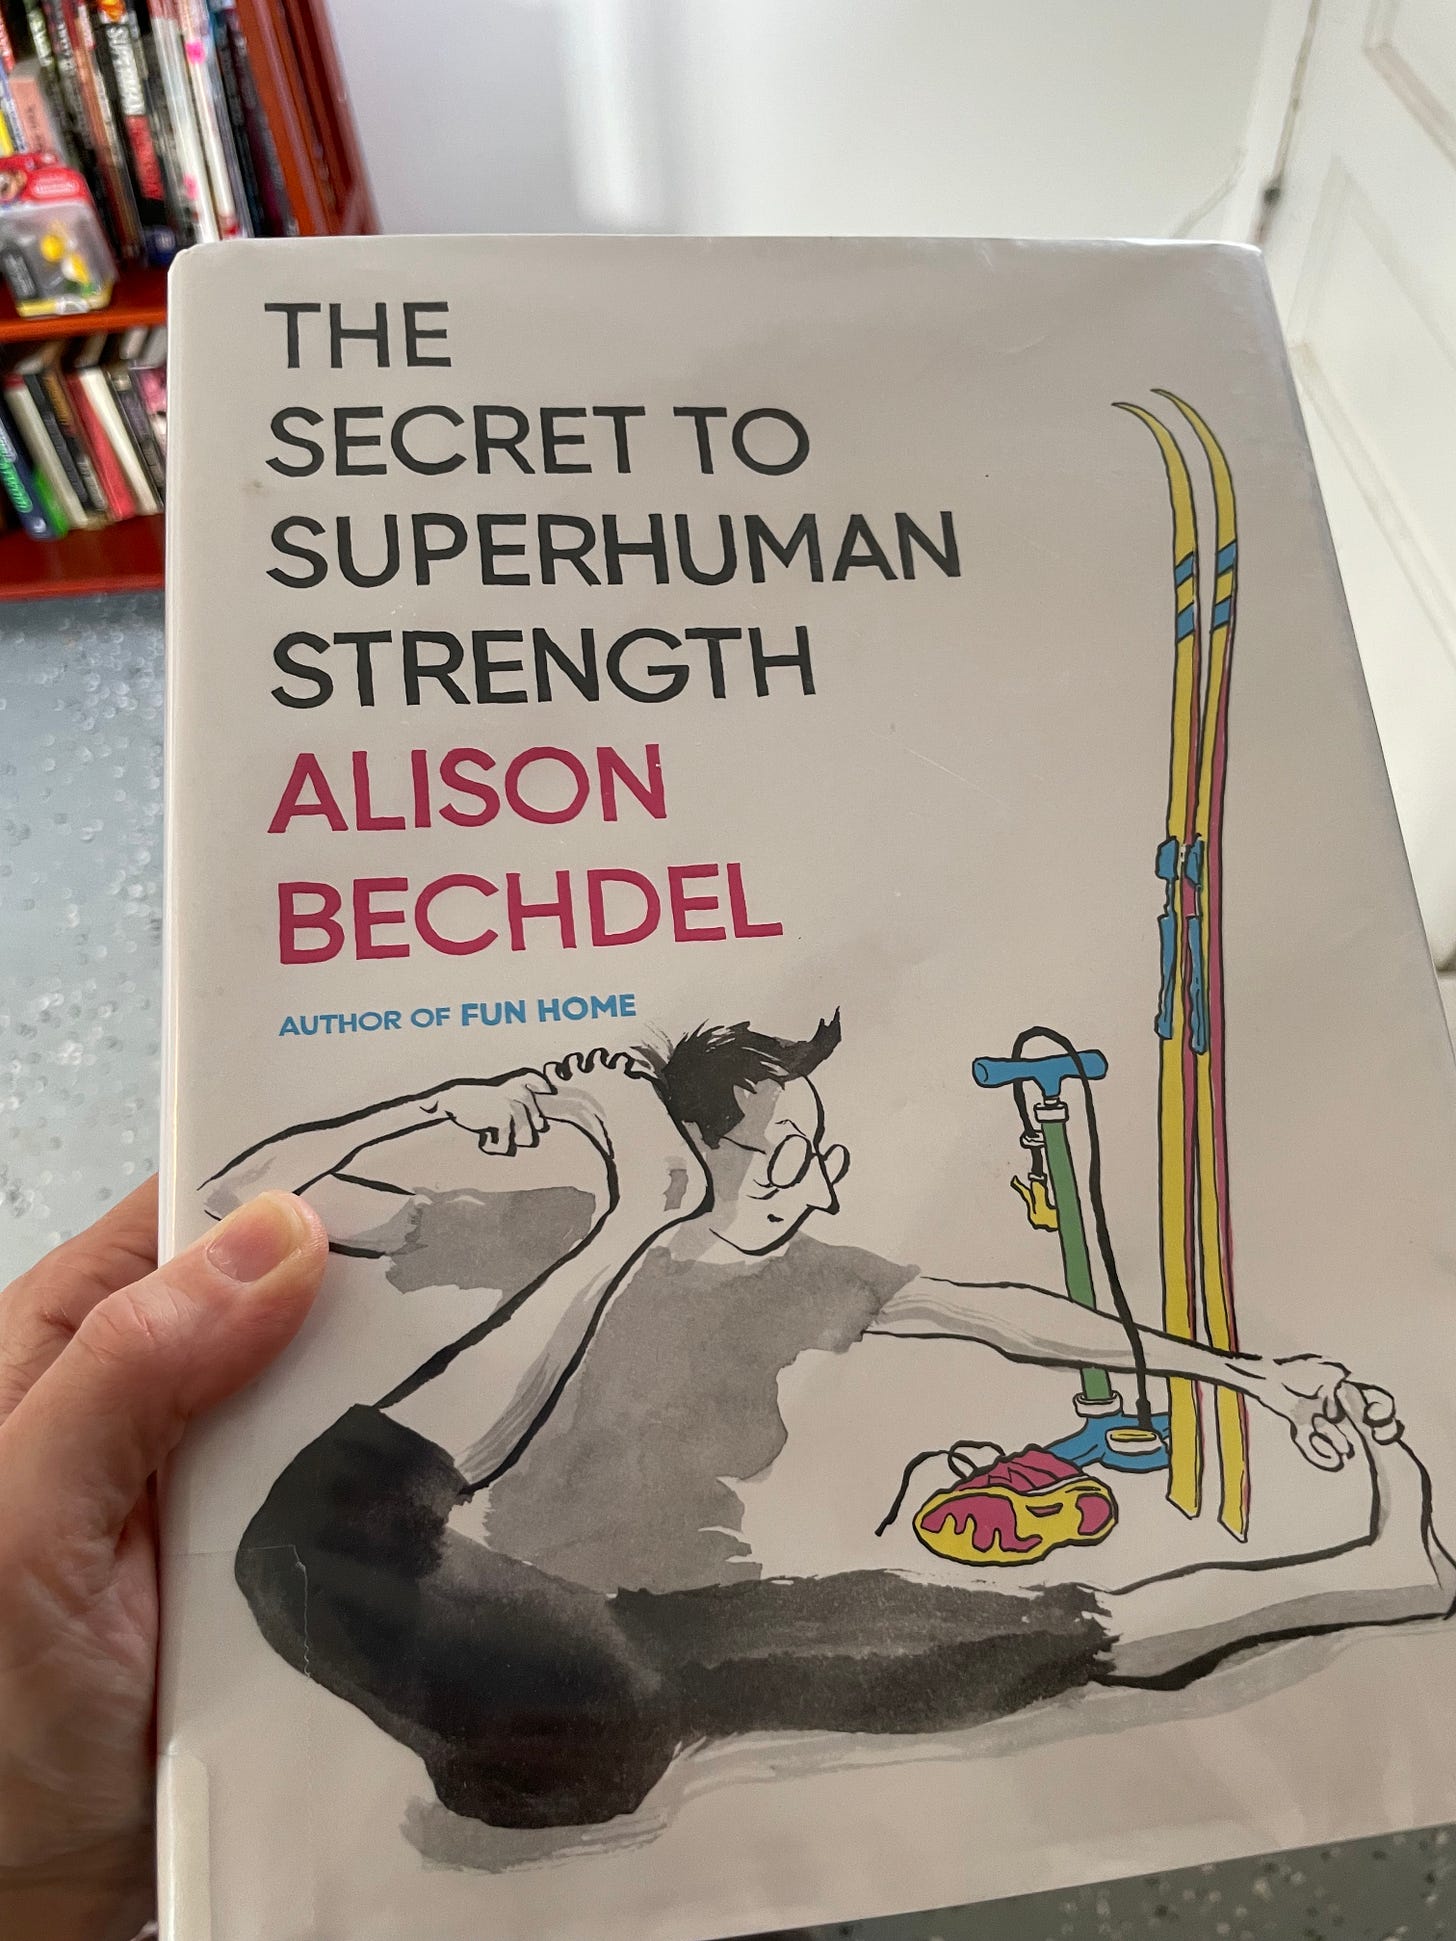 THE
SECRET TO
SUPERHUMAN
STRENGTH
ALISON
BECHDEL
AUTHOR OF FUN HOME